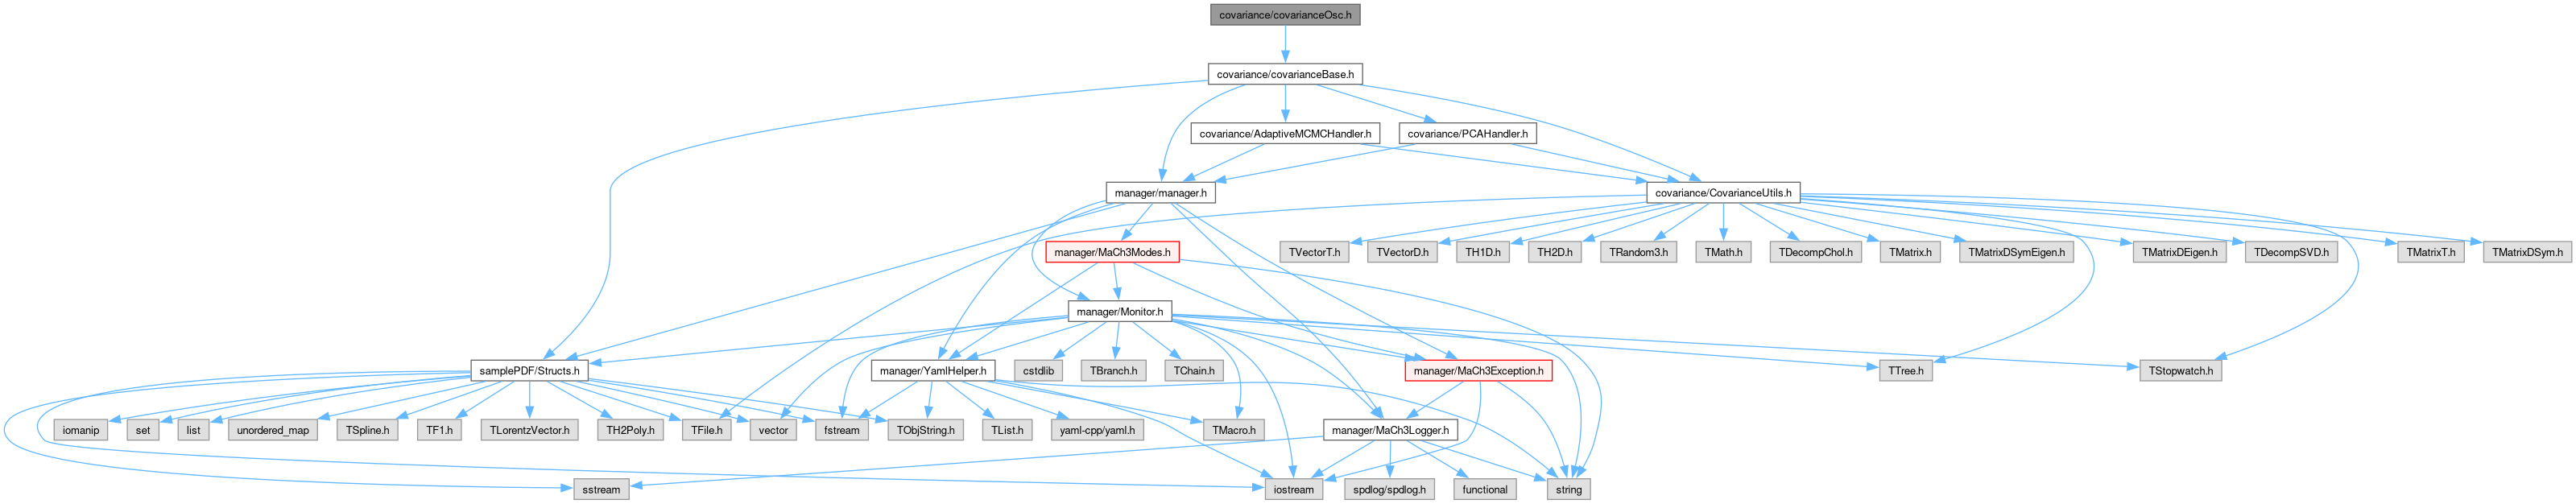 covariance/covarianceOsc.h
covariance/covarianceBase.h
covariance/AdaptiveMCMCHandler.h
covariance/PCAHandler.h
manager/manager.h
covariance/CovarianceUtils.h
manager/MaCh3Modes.h
TVectorT.h
TVectorD.h
TH1D.h
TH2D.h
TRandom3.h
TMath.h
TDecompChol.h
TMatrix.h
TMatrixDSymEigen.h
TMatrixDEigen.h
TDecompSVD.h
TMatrixT.h
TMatrixDSym.h
manager/Monitor.h
samplePDF/Structs.h
manager/YamlHelper.h
cstdlib
TBranch.h
TChain.h
manager/MaCh3Exception.h
TTree.h
TStopwatch.h
iomanip
set
list
unordered_map
TSpline.h
TF1.h
TLorentzVector.h
TH2Poly.h
TFile.h
vector
fstream
TObjString.h
TList.h
yaml-cpp/yaml.h
TMacro.h
manager/MaCh3Logger.h
sstream
iostream
spdlog/spdlog.h
functional
string